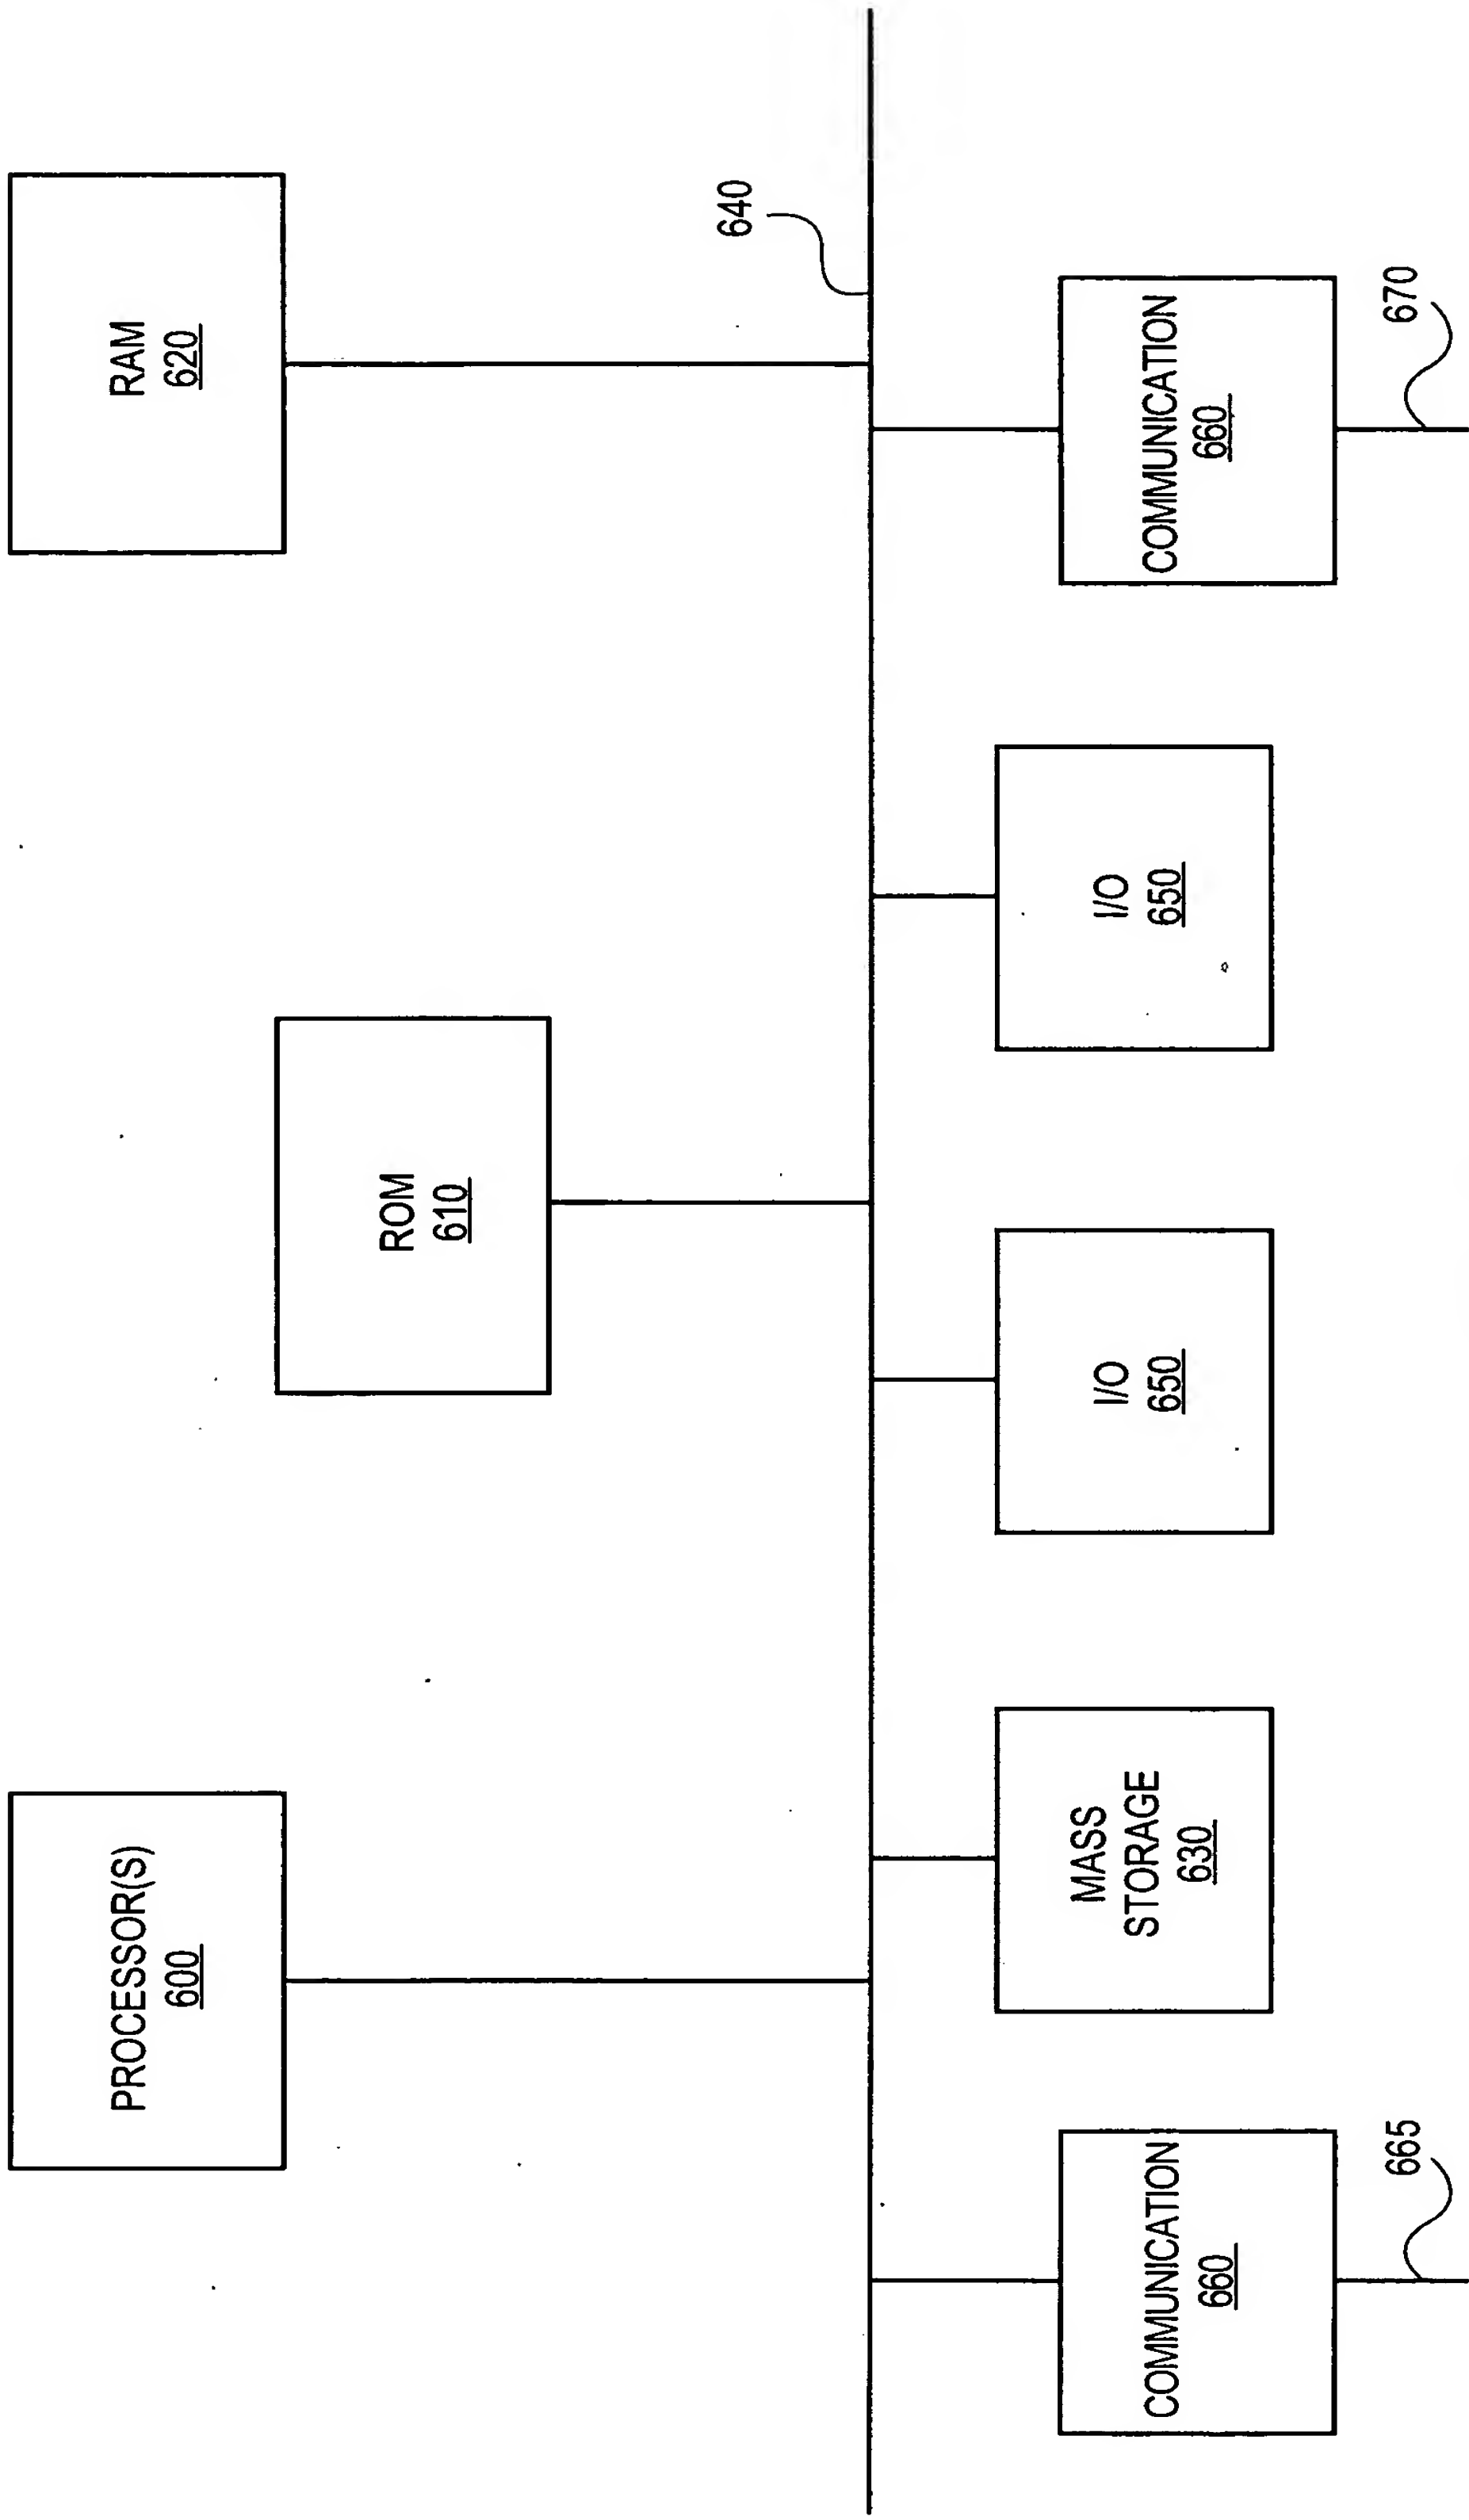 PROCESSOR(S)
600
ROM
610
RAM
620
640
COMMUNICATION
660
665
MASS
STORAGE
630
I/O
650
I/O
650
COMMUNICATION
660
670